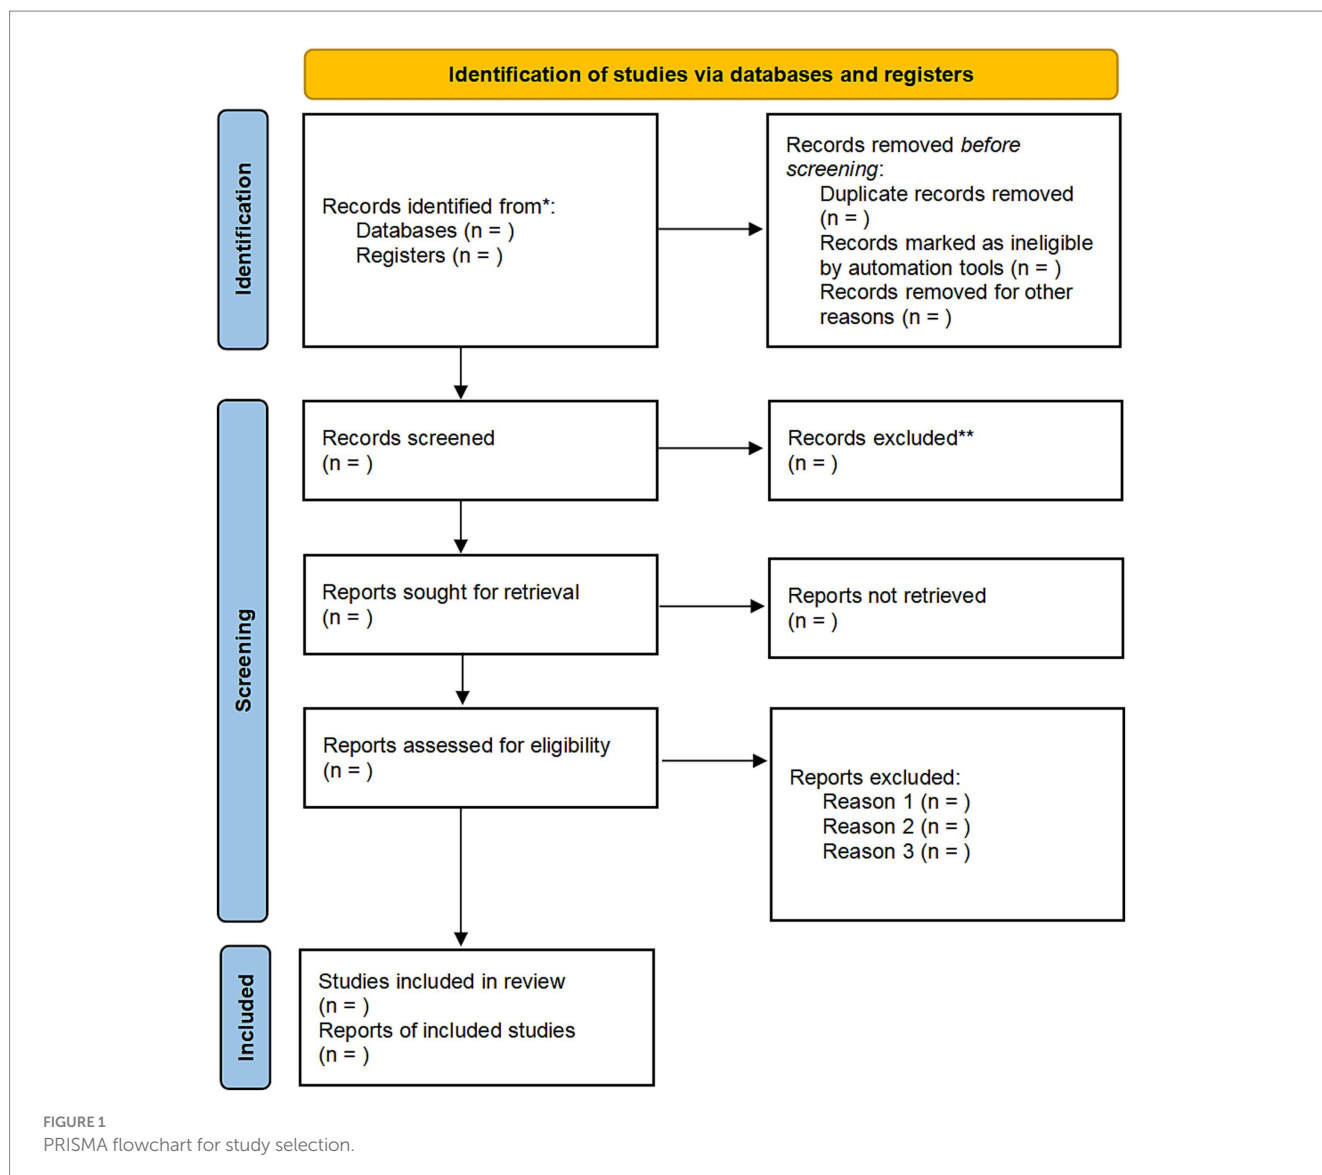 Identification of studies via databases and registers
Identification
Records identified from*:
Databases (n = )
Registers (n = )
Records removed before
screening:
Duplicate records removed
(n = )
Records marked as ineligible
by automation tools (n = )
Records removed for other
reasons (n = )
Screening
Records screened
(n = )
Records excluded**
(n = )
Reports sought for retrieval
(n = )
Reports not retrieved
(n = )
Reports assessed for eligibility
(n = )
Reports excluded:
Reason 1 (n = )
Reason 2 (n = )
Reason 3 (n = )
Included
Studies included in review
(n = )
Reports of included studies
(n = )
FIGURE 1
PRISMA flowchart for study selection.